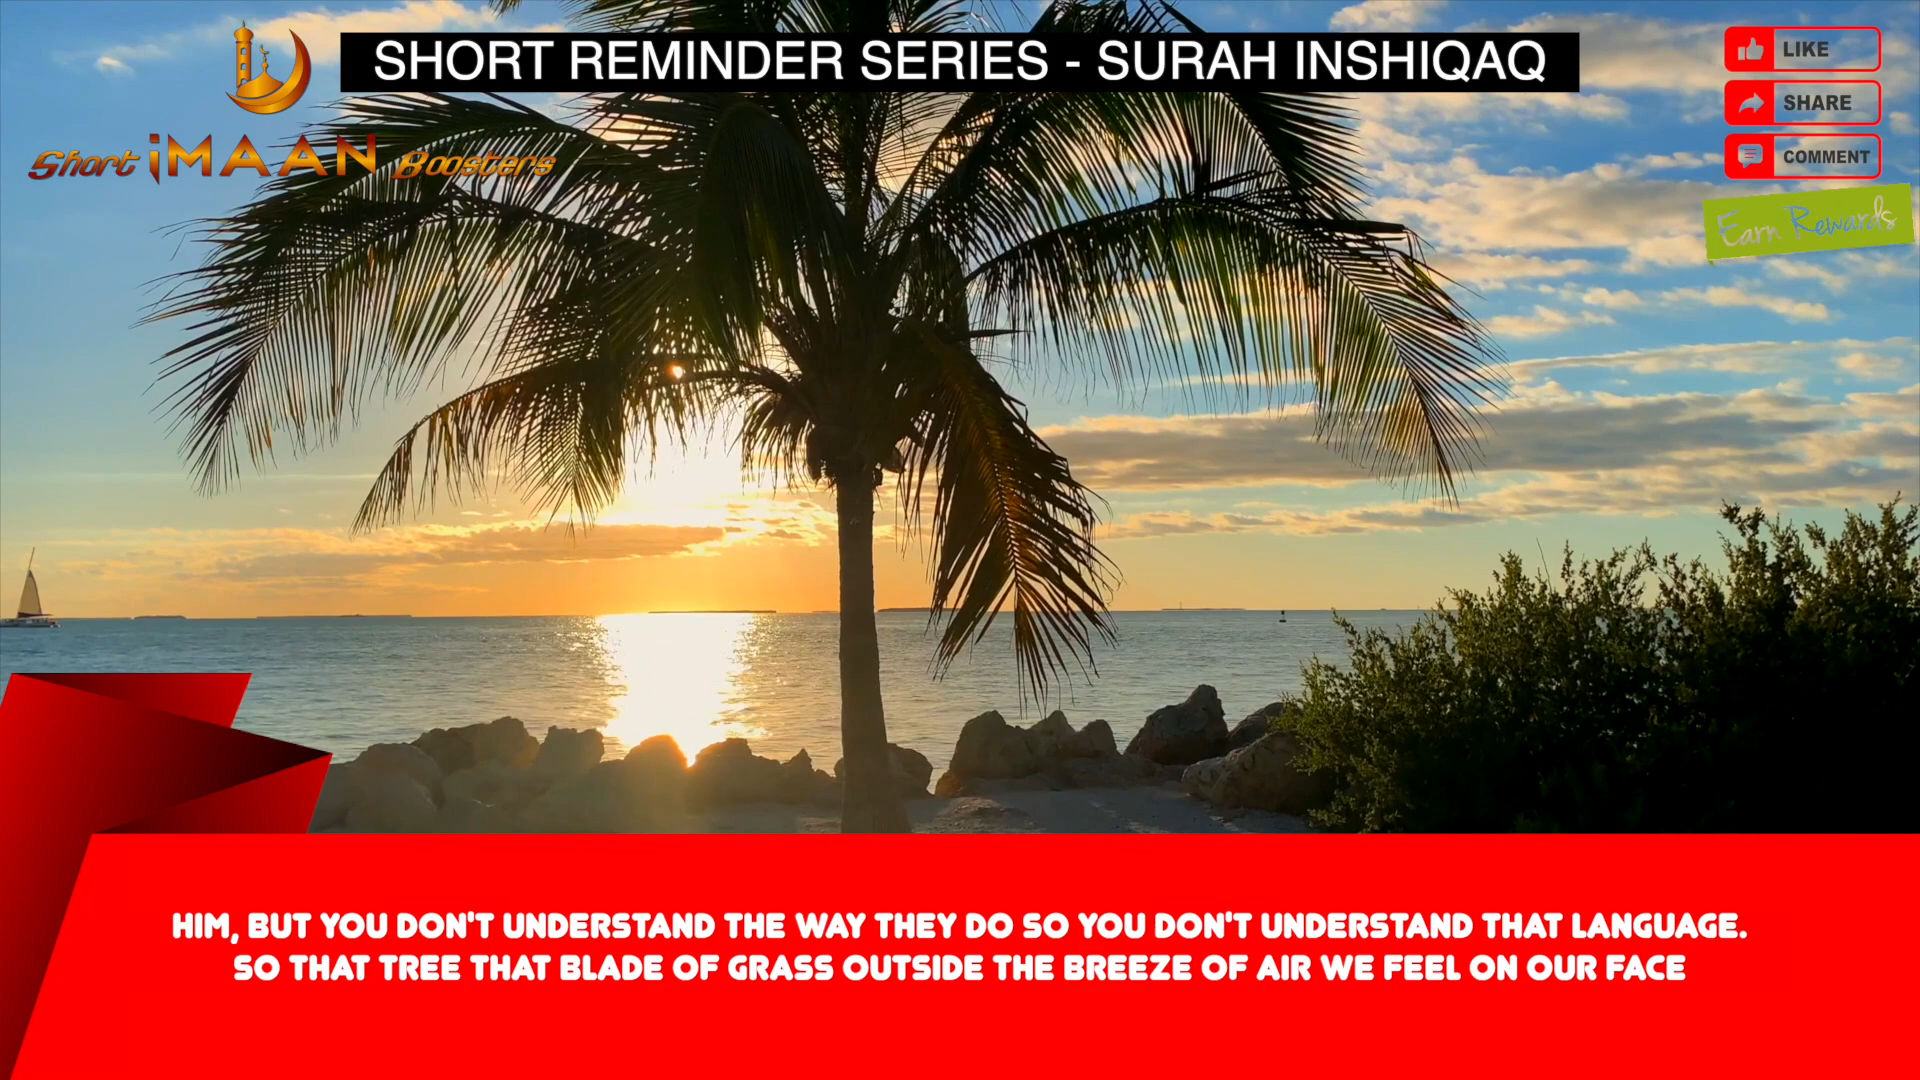 SHORT REMINDER SERIES - SURAH INSHIQAQ
Short iMAAN Boosters
LIKE
SHARE
COMMENT
Earn Rewards
HIM, BUT YOU DON'T UNDERSTAND THE WAY THEY DO SO YOU DON'T UNDERSTAND THAT LANGUAGE.
SO THAT TREE THAT BLADE OF GRASS OUTSIDE THE BREEZE OF AIR WE FEEL ON OUR FACE